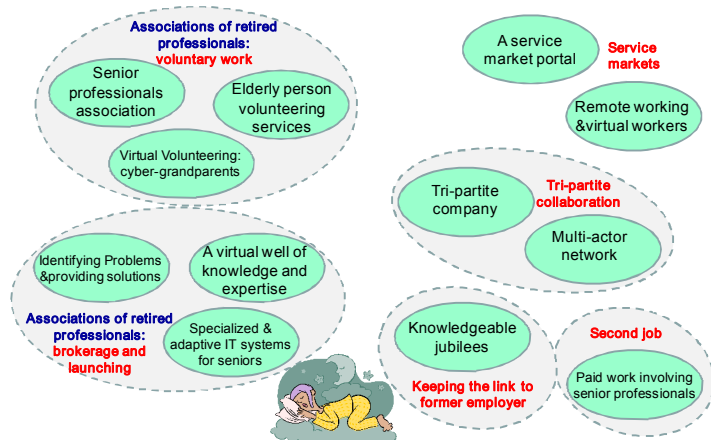 Associations of retired
professionals:
voluntary work
Senior
professionals
association
Elderly person
volunteering
services
Virtual Volunteering:
cyber-grandparents
A service
market portal
Service
markets
Remote working
&virtual workers
Tri-partite
company
Tri-partite
collaboration
Multi-actor
network
Identifying Problems
&providing solutions
A virtual well of
knowledge and
expertise
Associations of retired
professionals:
brokerage and
launching
Specialized &
adaptive IT systems
for seniors
Knowledgeable
jubilees
Keeping the link to
former employer
Second job
Paid work involving
senior professionals